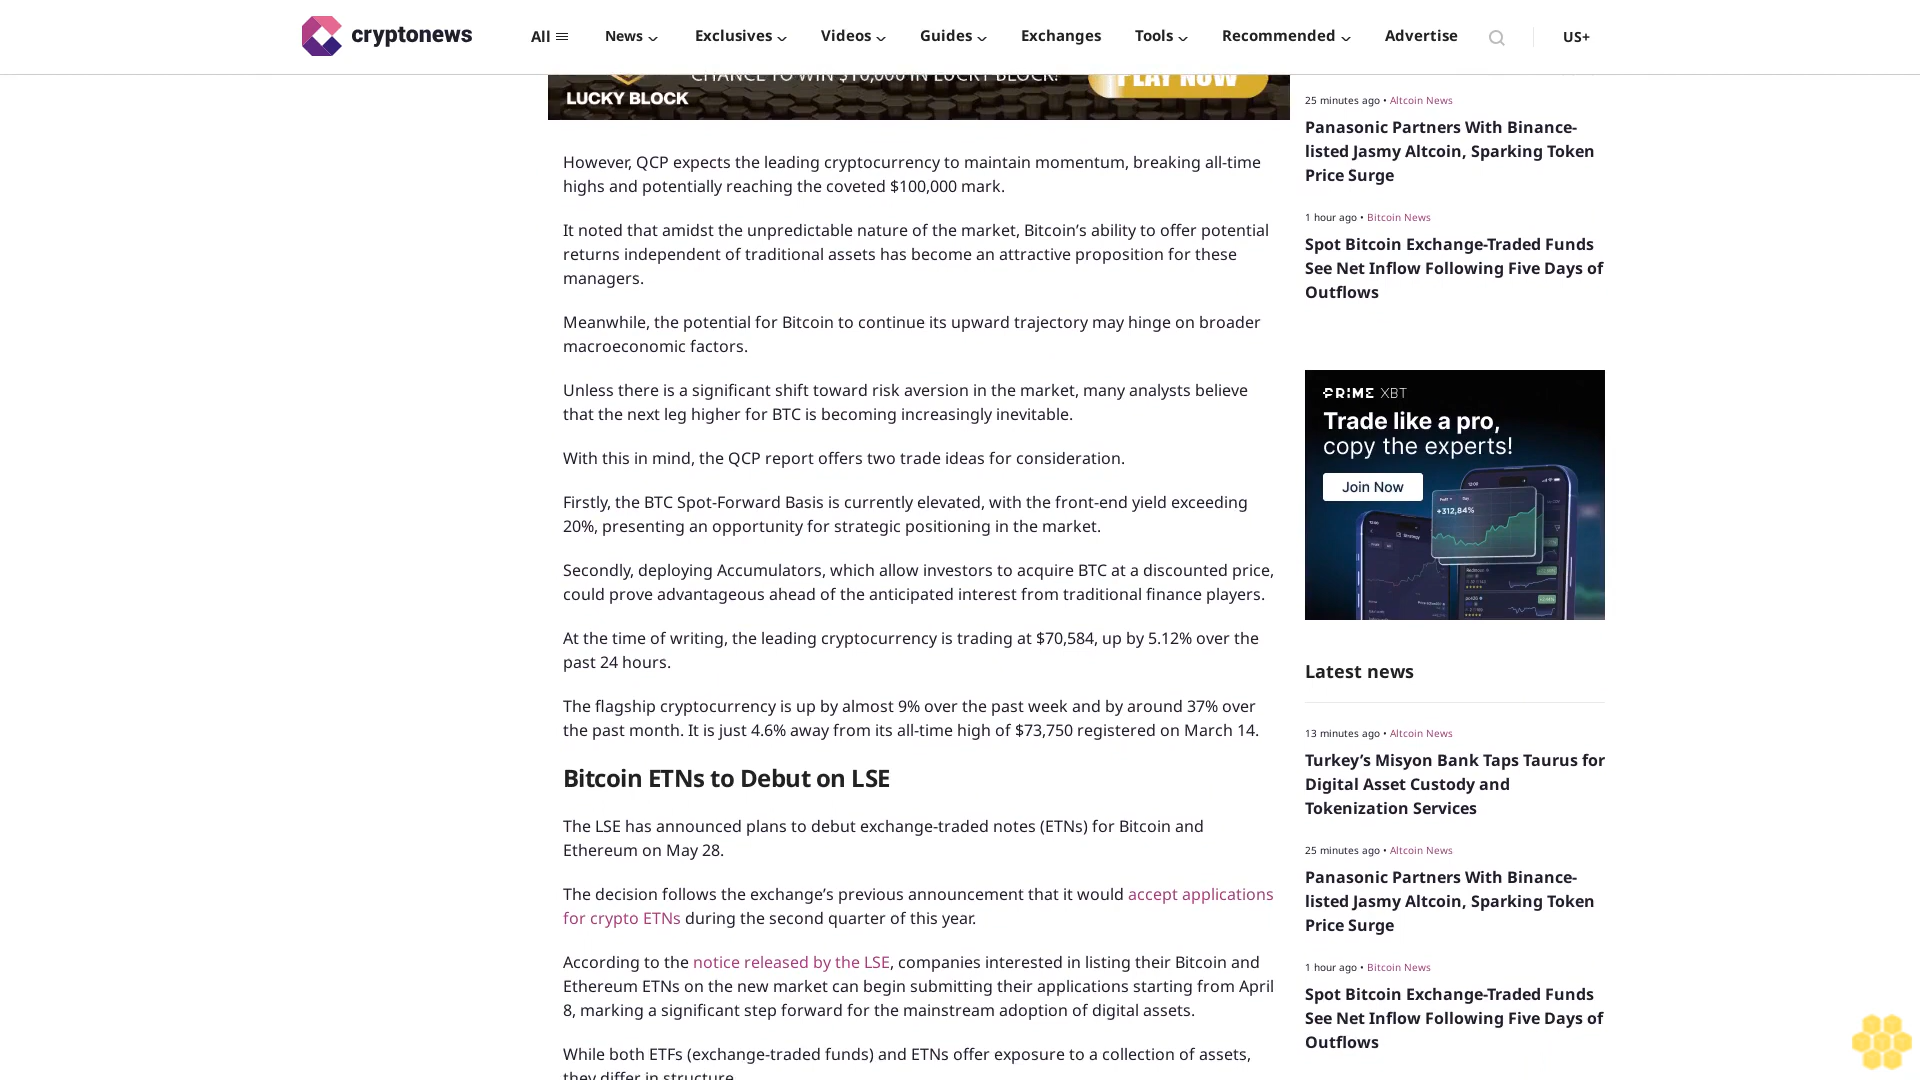 cryptonews
All
News
Exclusives
Videos
Guides
Exchanges
Tools
Recommended
Advertise
US+
CHANCE TO WIN $10,000 IN LUCKY BLOCK!
PLAY NOW
LUCKY BLOCK
However, QCP expects the leading cryptocurrency to maintain momentum, breaking all-time
highs and potentially reaching the coveted $100,000 mark.
It noted that amidst the unpredictable nature of the market, Bitcoin’s ability to offer potential
returns independent of traditional assets has become an attractive proposition for these
managers.
Meanwhile, the potential for Bitcoin to continue its upward trajectory may hinge on broader
macroeconomic factors.
Unless there is a significant shift toward risk aversion in the market, many analysts believe
that the next leg higher for BTC is becoming increasingly inevitable.
With this in mind, the QCP report offers two trade ideas for consideration.
Firstly, the BTC Spot-Forward Basis is currently elevated, with the front-end yield exceeding
20%, presenting an opportunity for strategic positioning in the market.
Secondly, deploying Accumulators, which allow investors to acquire BTC at a discounted price,
could prove advantageous ahead of the anticipated interest from traditional finance players.
At the time of writing, the leading cryptocurrency is trading at $70,584, up by 5.12% over the
past 24 hours.
The flagship cryptocurrency is up by almost 9% over the past week and by around 37% over
the past month. It is just 4.6% away from its all-time high of $73,750 registered on March 14.
Bitcoin ETNs to Debut on LSE
The LSE has announced plans to debut exchange-traded notes (ETNs) for Bitcoin and
Ethereum on May 28.
The decision follows the exchange’s previous announcement that it would accept applications
for crypto ETNs during the second quarter of this year.
According to the notice released by the LSE, companies interested in listing their Bitcoin and
Ethereum ETNs on the new market can begin submitting their applications starting from April
8, marking a significant step forward for the mainstream adoption of digital assets.
While both ETFs (exchange-traded funds) and ETNs offer exposure to a collection of assets,
they differ in structure.
25 minutes ago • Altcoin News
Panasonic Partners With Binance-
listed Jasmy Altcoin, Sparking Token
Price Surge
1 hour ago • Bitcoin News
Spot Bitcoin Exchange-Traded Funds
See Net Inflow Following Five Days of
Outflows
PRIME XBT
Trade like a pro,
copy the experts!
Join Now
+312,84%
Strategy
Latest news
13 minutes ago • Altcoin News
Turkey’s Misyon Bank Taps Taurus for
Digital Asset Custody and
Tokenization Services
25 minutes ago • Altcoin News
Panasonic Partners With Binance-
listed Jasmy Altcoin, Sparking Token
Price Surge
1 hour ago • Bitcoin News
Spot Bitcoin Exchange-Traded Funds
See Net Inflow Following Five Days of
Outflows